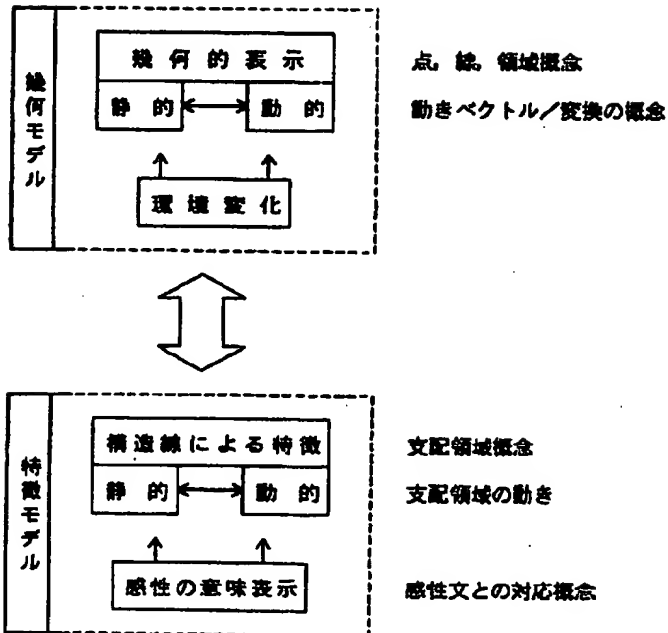 幾何モデル
幾何的表示
静的
動的
環境変化
点，線，領域概念
動きベクトル／変換の概念
特徴モデル
構造線による特徴
静的
動的
感性の意味表示
支配領域概念
支配領域の動き
感性文との対応概念